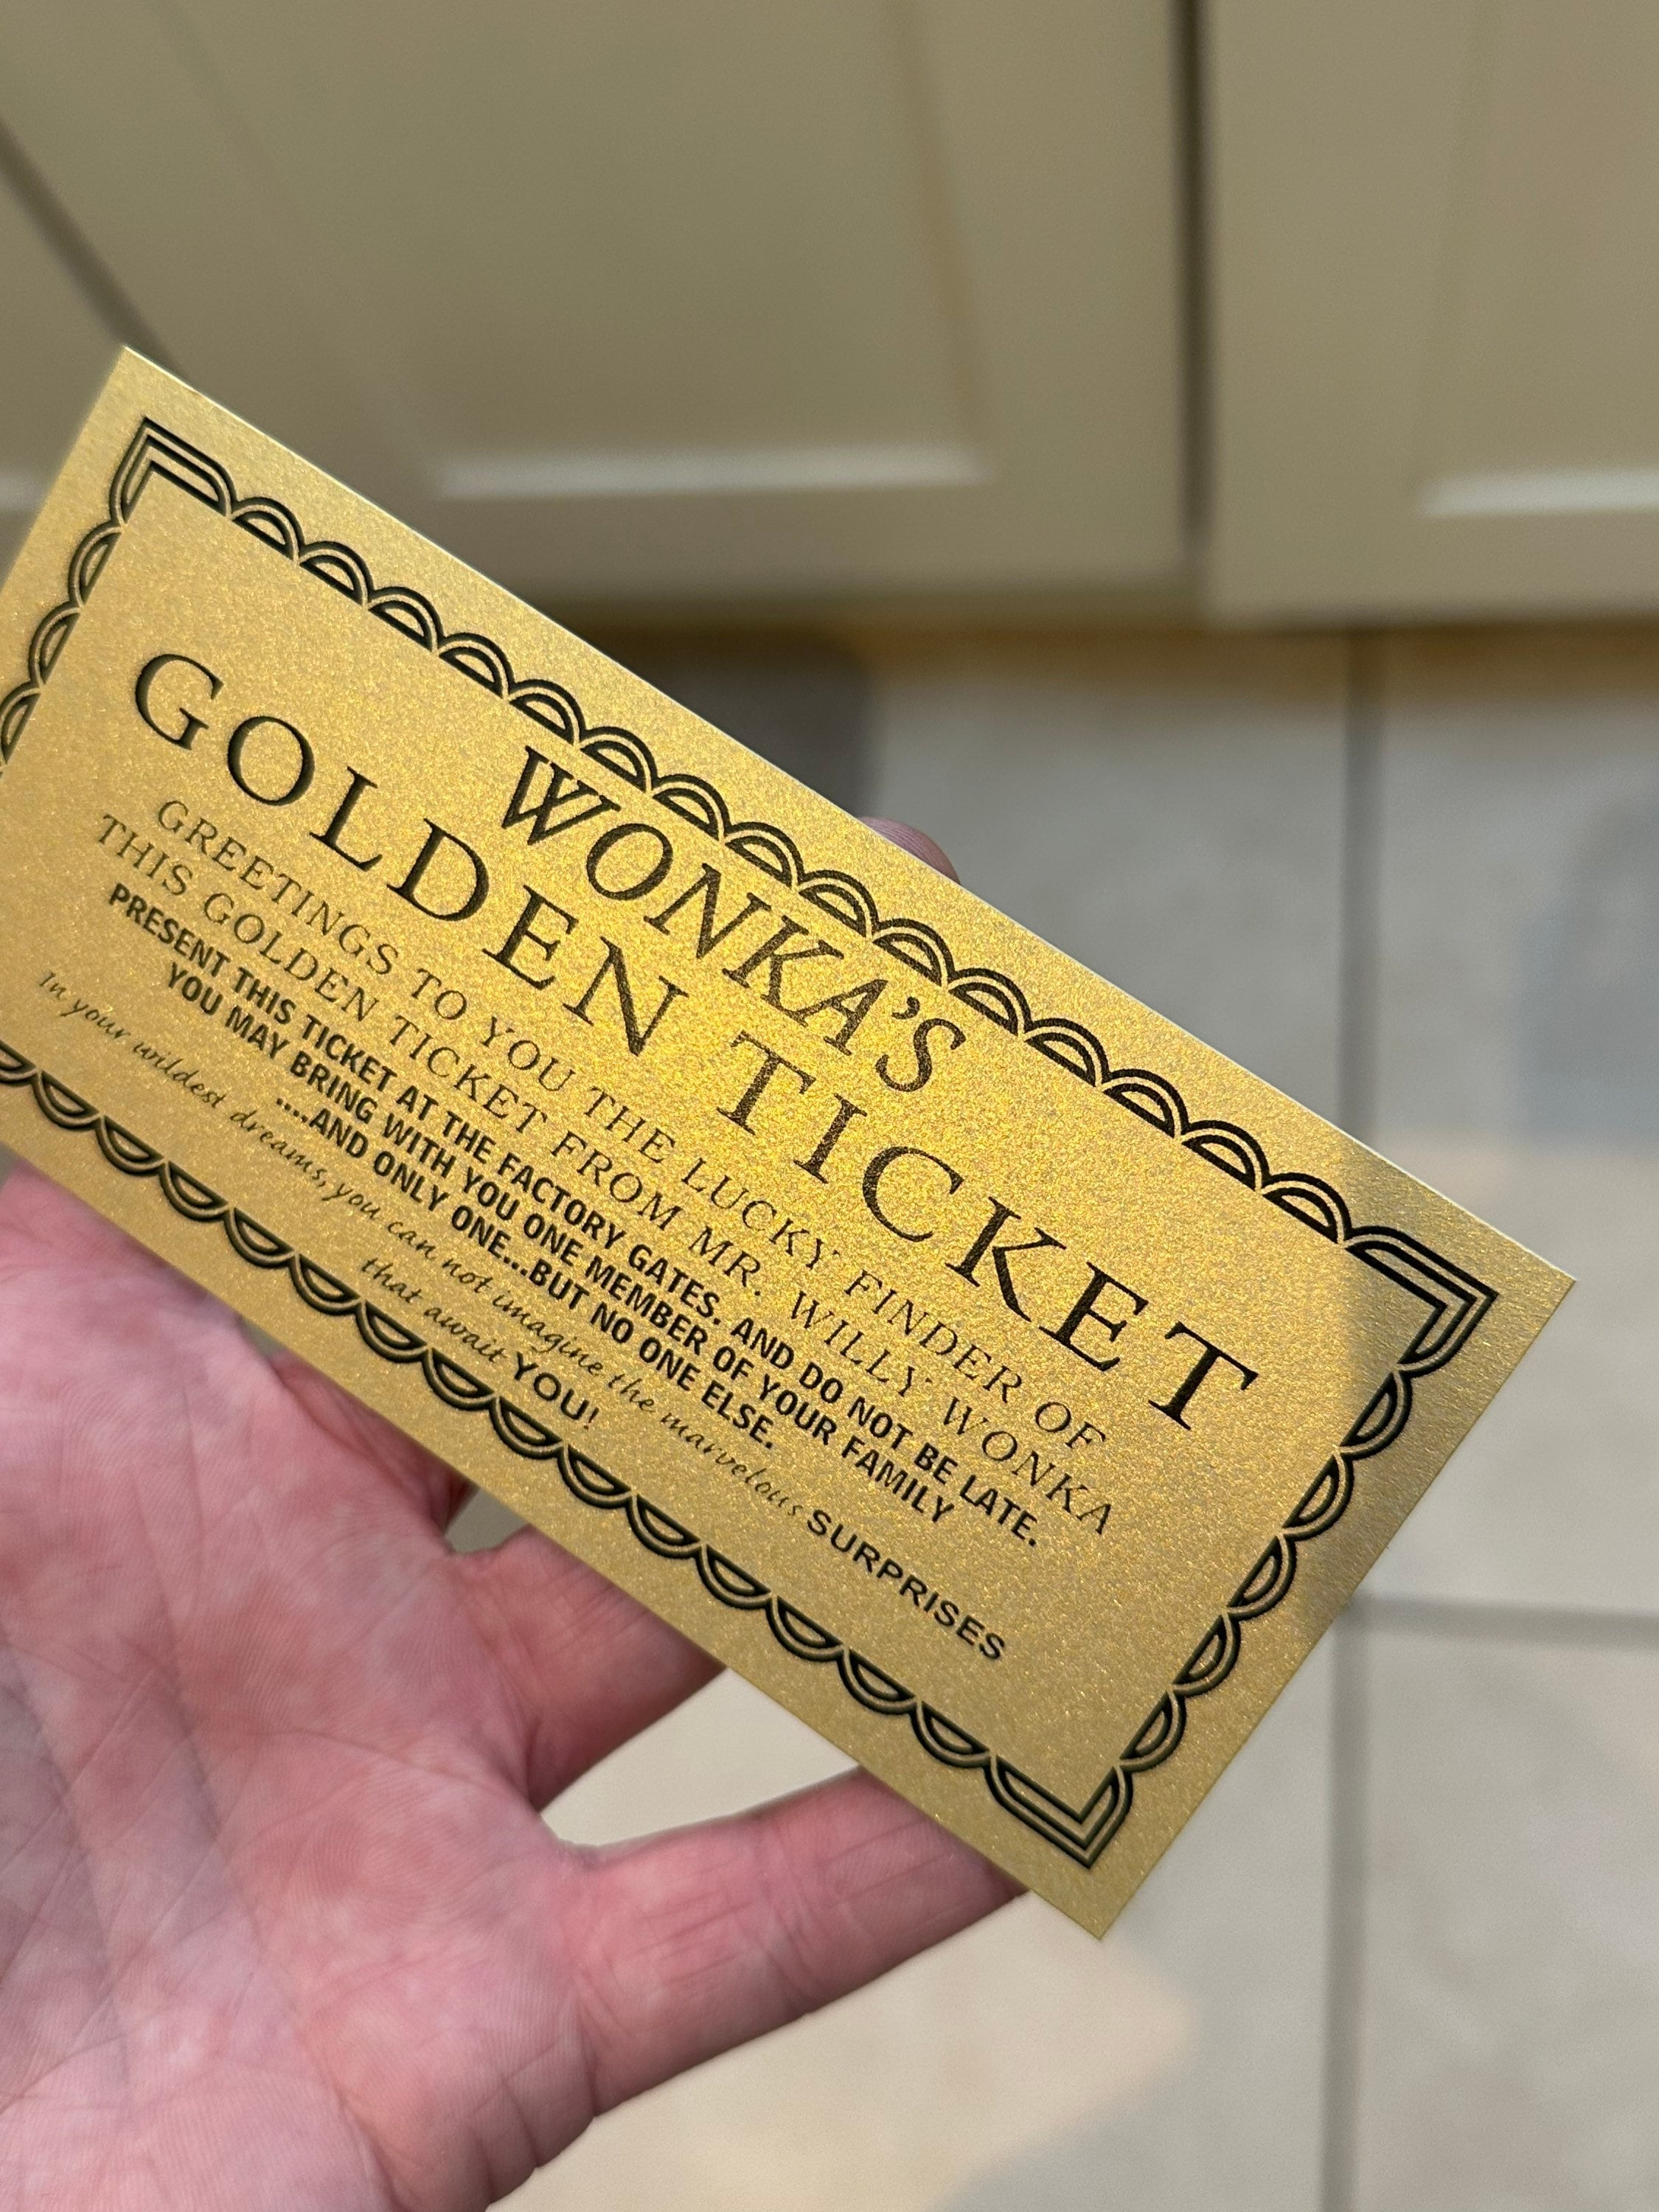 WONKA'S
GOLDEN TICKET
GREETINGS TO YOU THE LUCKY FINDER OF
THIS GOLDEN TICKET FROM MR. WILLY WONKA
PRESENT THIS TICKET AT THE FACTORY GATES. AND DO NOT BE LATE.
YOU MAY BRING WITH YOU ONE MEMBER OF YOUR FAMILY
....AND ONLY ONE...BUT NO ONE ELSE.
In your wildest dreams, you can not imagine the marvelous SURPRISES
that await YOU!